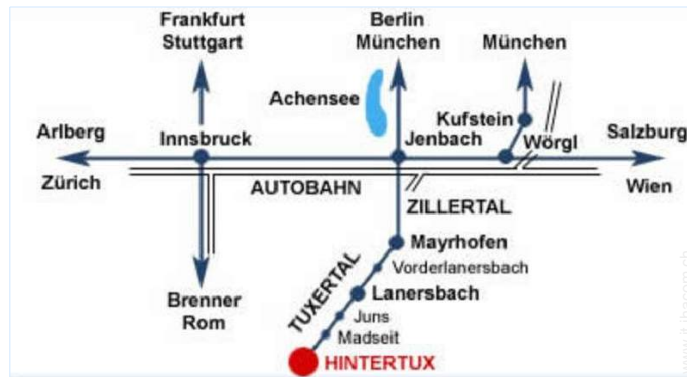 Frankfurt
Stuttgart
Berlin
München
München
Achensee
Kufstein
Arlberg
Innsbruck
Jenbach
Wörgl
Salzburg
Zürich
AUTOBAHN
Wien
ZILLERTAL
Mayrhofen
Vorderlanersbach
TUXERTAL
Lanersbach
Brenner
Rom
Juns
Madseit
HINTERTUX